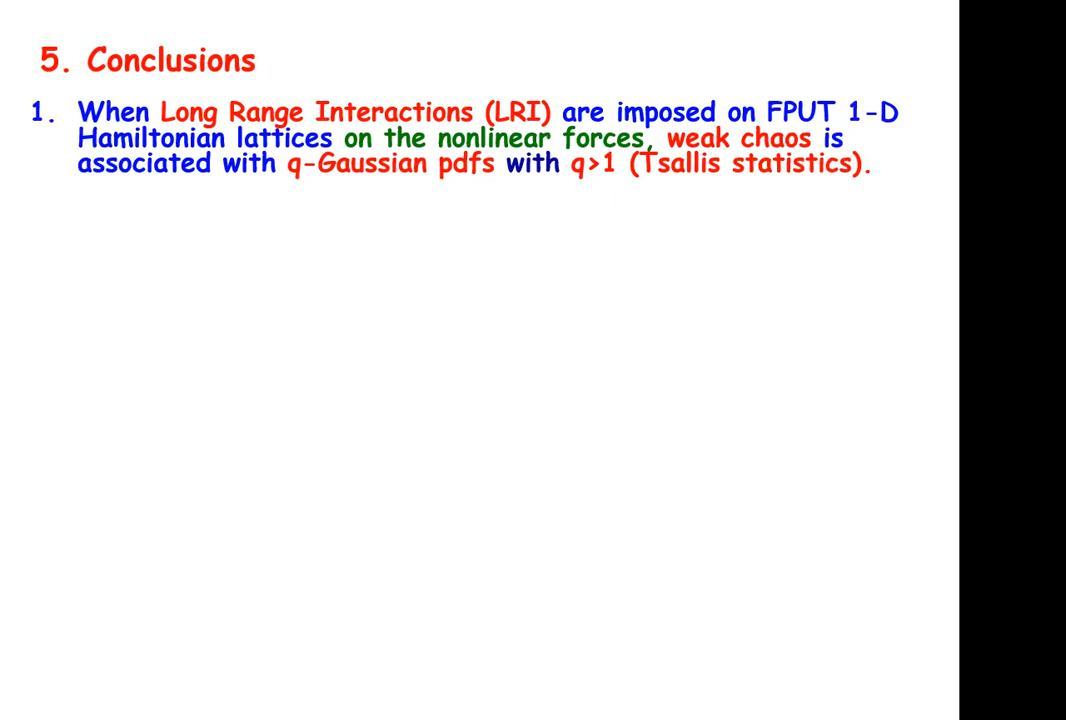 5. Conclusions
1. When Long Range Interactions (LRI) are imposed on FPUT 1-D
Hamiltonian lattices on the nonlinear forces, weak chaos is
associated with q-Gaussian pdfs with q>1 (Tsallis statistics).